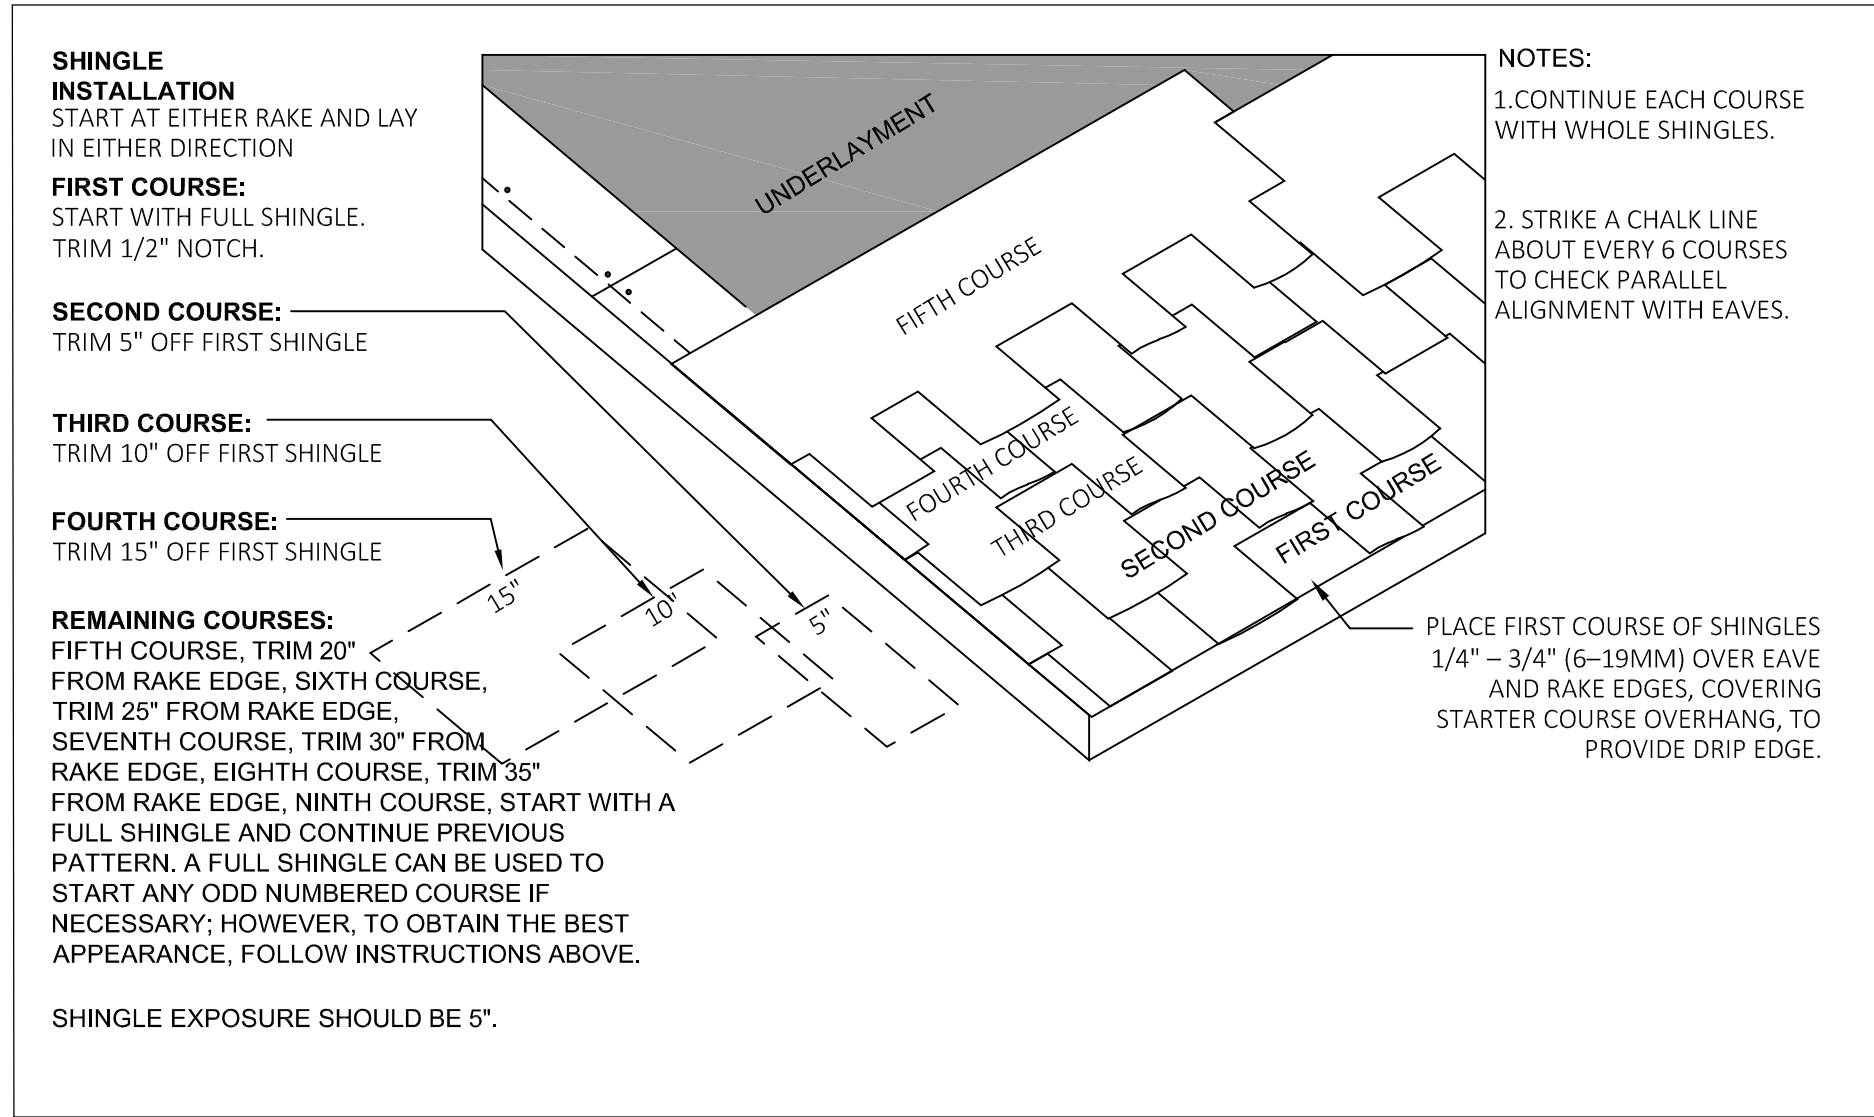 SHINGLE
INSTALLATION
START AT EITHER RAKE AND LAY
IN EITHER DIRECTION
FIRST COURSE:
START WITH FULL SHINGLE.
TRIM 1/2" NOTCH.
SECOND COURSE:
TRIM 5" OFF FIRST SHINGLE
THIRD COURSE:
TRIM 10" OFF FIRST SHINGLE
FOURTH COURSE:
TRIM 15" OFF FIRST SHINGLE
REMAINING COURSES:
FIFTH COURSE, TRIM 20"
FROM RAKE EDGE, SIXTH COURSE,
TRIM 25" FROM RAKE EDGE,
SEVENTH COURSE, TRIM 30" FROM
RAKE EDGE, EIGHTH COURSE, TRIM 35"
FROM RAKE EDGE, NINTH COURSE, START WITH A
FULL SHINGLE AND CONTINUE PREVIOUS
PATTERN. A FULL SHINGLE CAN BE USED TO
START ANY ODD NUMBERED COURSE IF
NECESSARY; HOWEVER, TO OBTAIN THE BEST
APPEARANCE, FOLLOW INSTRUCTIONS ABOVE.
SHINGLE EXPOSURE SHOULD BE 5".
UNDERLAYMENT
FIFTH COURSE
FOURTH COURSE
THIRD COURSE
SECOND COURSE
FIRST COURSE
15"
10"
5"
NOTES:
1.CONTINUE EACH COURSE
WITH WHOLE SHINGLES.
2. STRIKE A CHALK LINE
ABOUT EVERY 6 COURSES
TO CHECK PARALLEL
ALIGNMENT WITH EAVES.
PLACE FIRST COURSE OF SHINGLES
1/4" – 3/4" (6–19MM) OVER EAVE
AND RAKE EDGES, COVERING
STARTER COURSE OVERHANG, TO
PROVIDE DRIP EDGE.